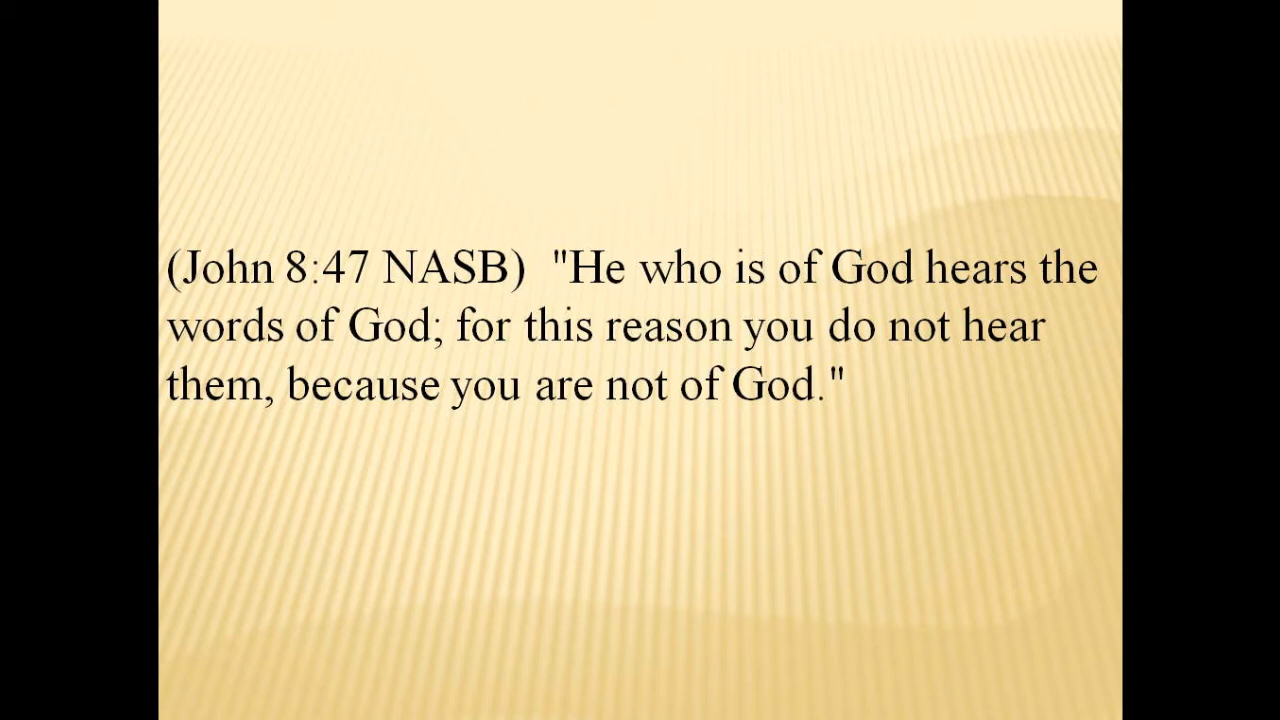 (John 8:47 NASB)  "He who is of God hears the
words of God; for this reason you do not hear
them, because you are not of God."